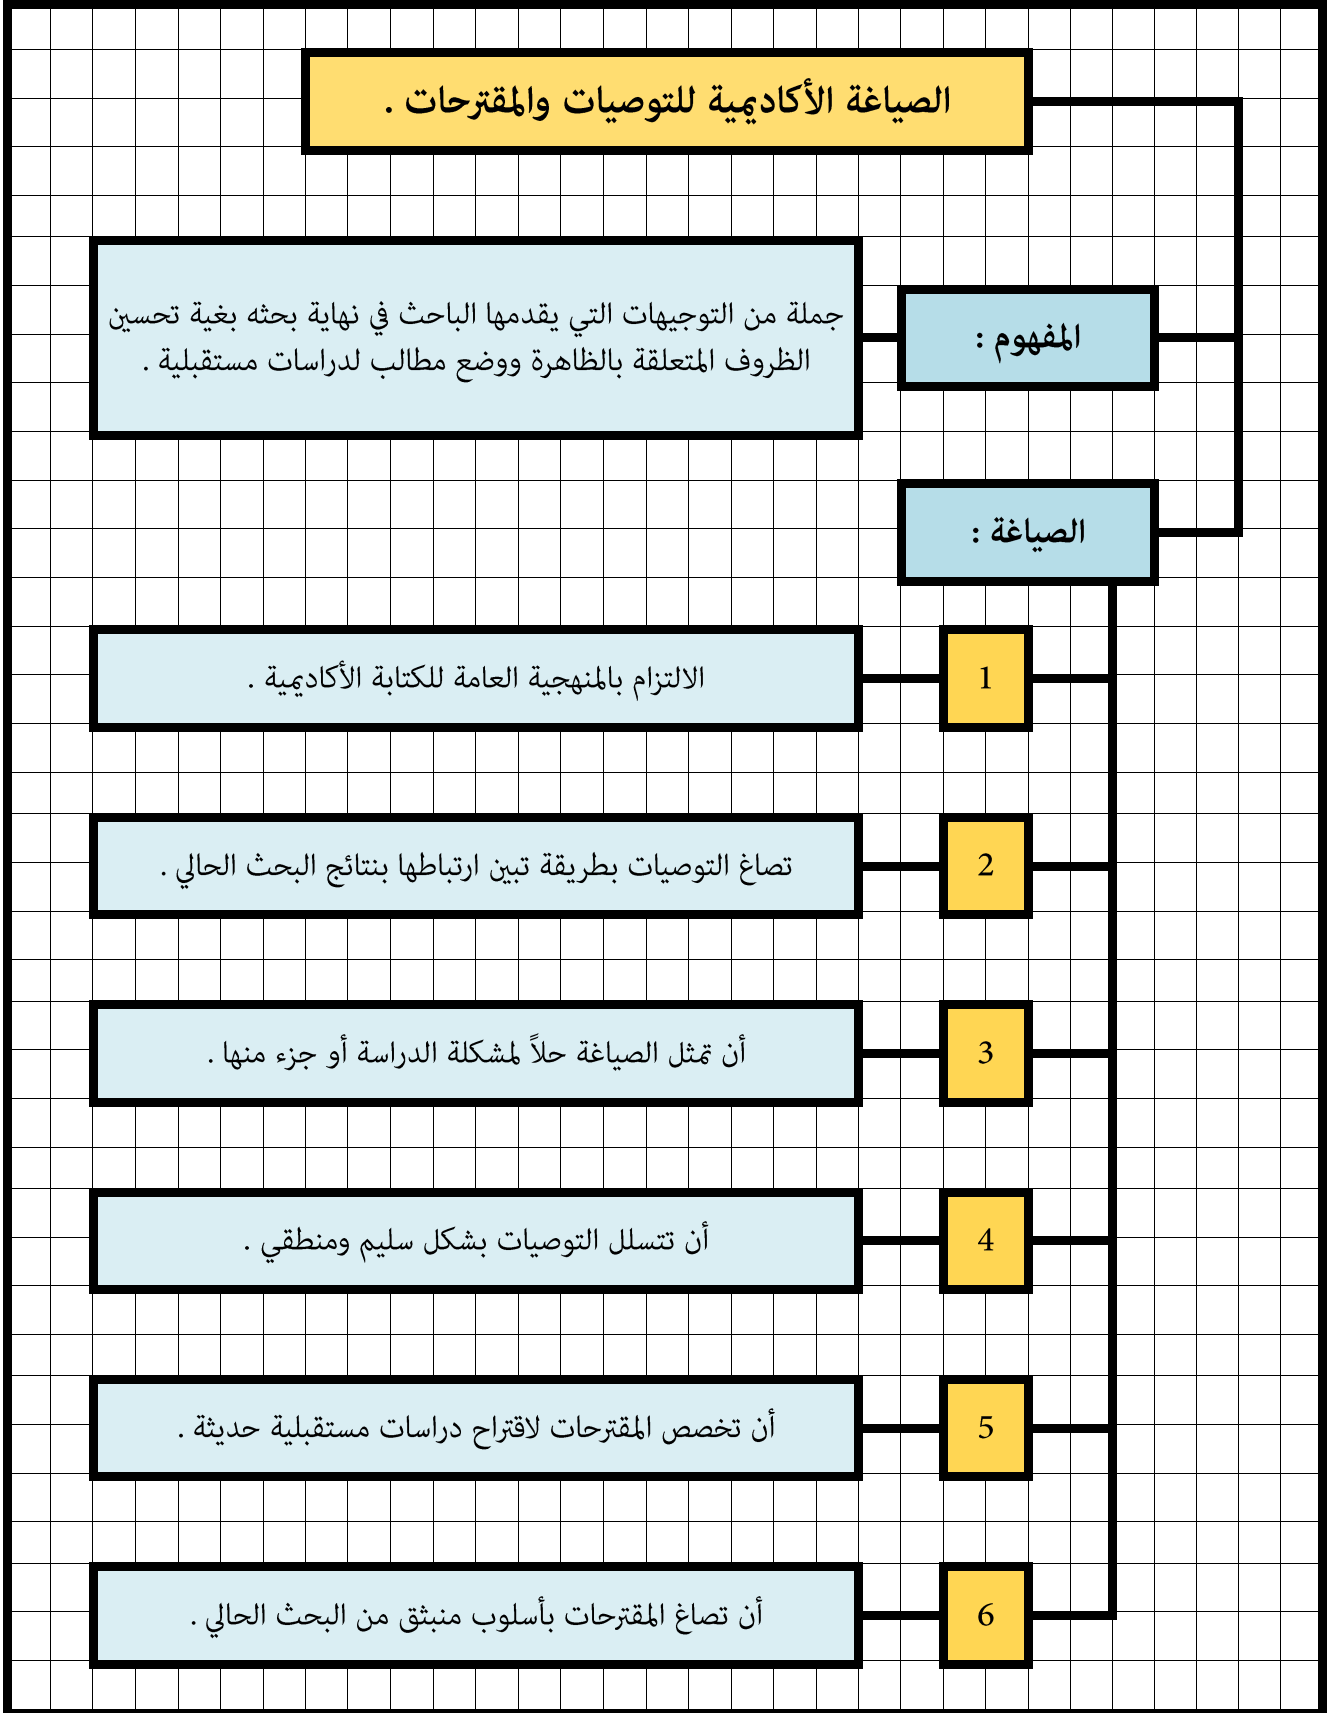 الصياغة الأكاديمية للتوصيات والمقترحات .
المفهوم :
جملة من التوجيهات التي يقدمها الباحث في نهاية بحثه بغية تحسين
الظروف المتعلقة بالظاهرة ووضع مطالب لدراسات مستقبلية .
الصياغة :
1
الالتزام بالمنهجية العامة للكتابة الأكاديمية .
2
تصاغ التوصيات بطريقة تبين ارتباطها بنتائج البحث الحالي .
3
أن تمثل الصياغة حلاً لمشكلة الدراسة أو جزء منها .
4
أن تتسلل التوصيات بشكل سليم ومنطقي .
5
أن تخصص المقترحات لاقتراح دراسات مستقبلية حديثة .
6
أن تصاغ المقترحات بأسلوب منبثق من البحث الحالي .